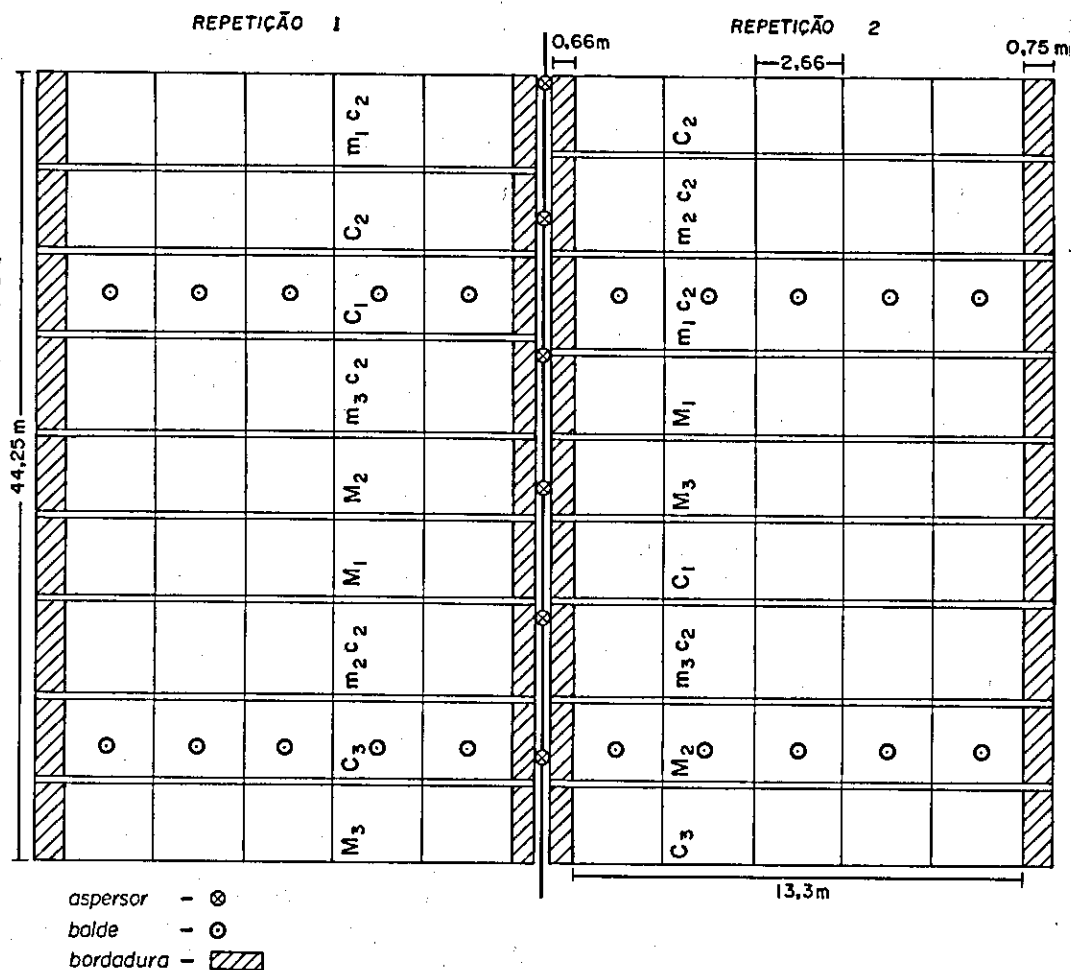 REPETIÇÃO 1
REPETIÇÃO 2
0,66m
2,66
0,75 m
44,25 m
m₁ c₂
C₂
C₁
m₃ c₂
M₂
M₁
m₂ c₂
C₃
M₃
C₂
m₂ c₂
m₁ c₂
M₁
M₃
C₁
m₃ c₂
M₂
C₃
13,3m
aspersor -
balde -
bordadura -